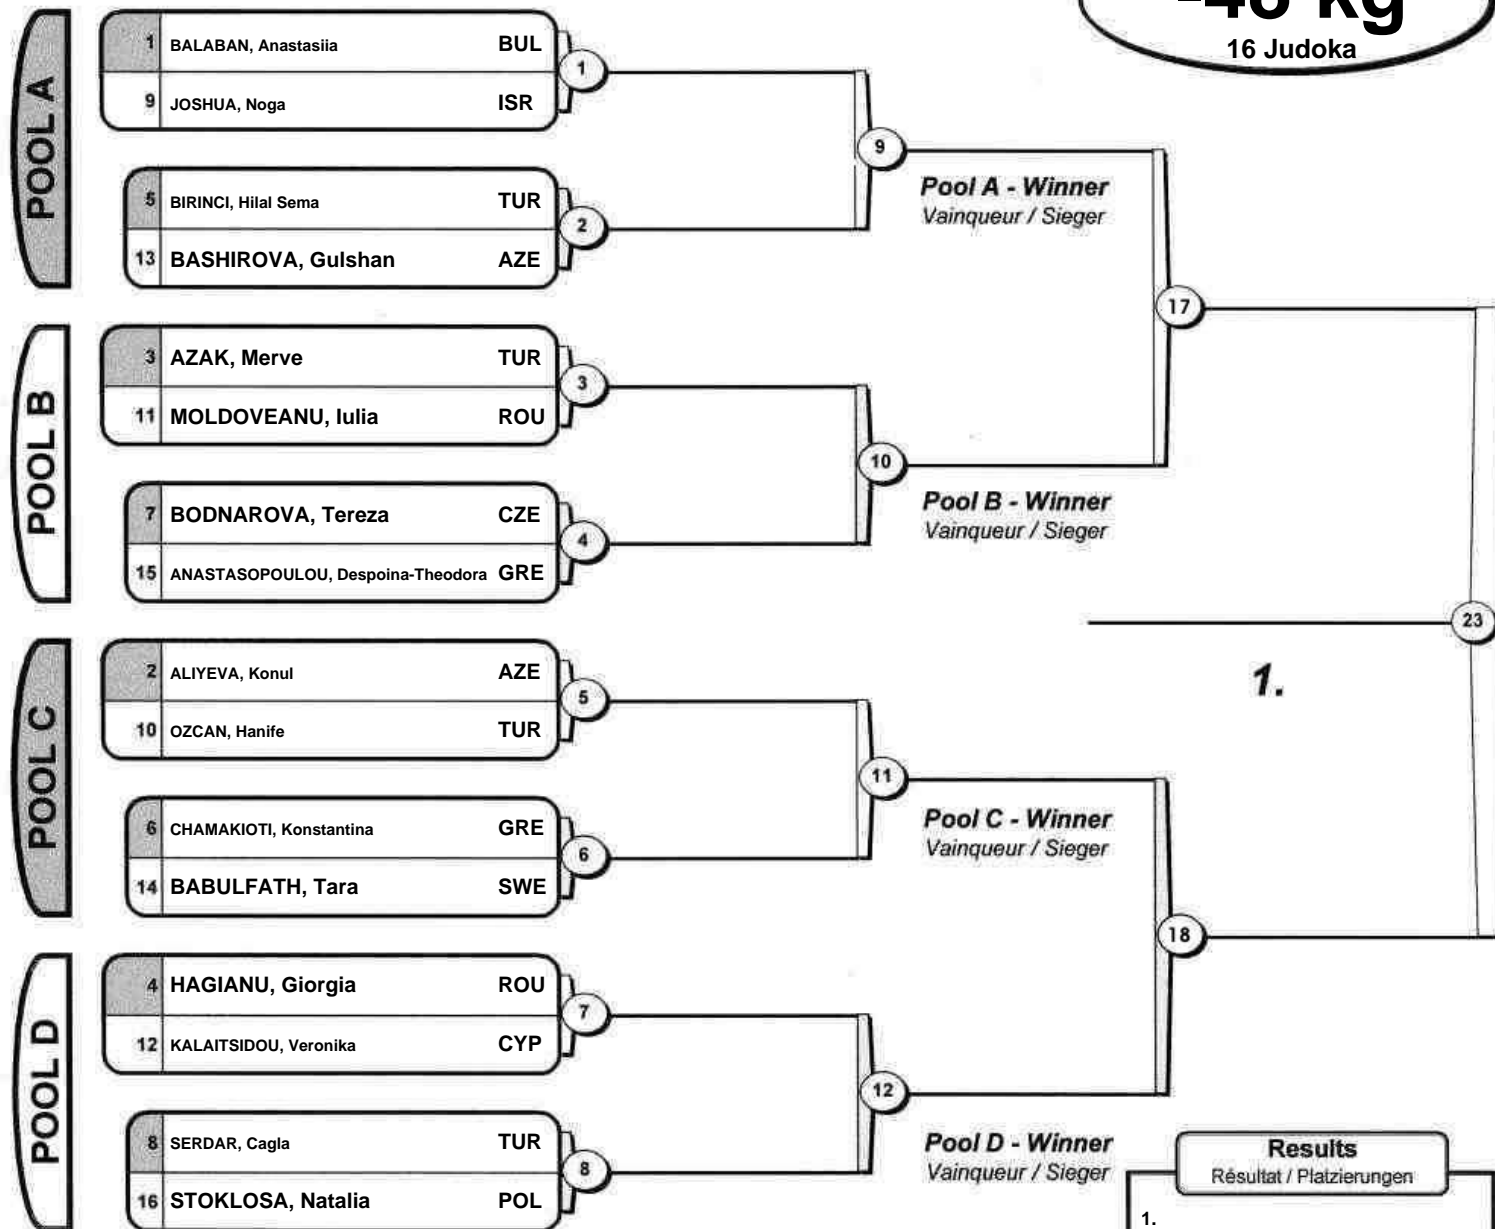 -48 kg
16 Judoka
POOL A
1 BALABAN, Anastasiia BUL
9 JOSHUA, Noga ISR
1
5 BIRINCI, Hilal Sema TUR
13 BASHIROVA, Gulshan AZE
2
9
Pool A - Winner
Vainqueur / Sieger
17
POOL B
3 AZAK, Merve TUR
11 MOLDOVEANU, Iulia ROU
3
7 BODNAROVA, Tereza CZE
15 ANASTASOPOULOU, Despoina-Theodora GRE
4
10
Pool B - Winner
Vainqueur / Sieger
23
1.
POOL C
2 ALIYEVA, Konul AZE
10 OZCAN, Hanife TUR
5
6 CHAMAKIOTI, Konstantina GRE
14 BABULFATH, Tara SWE
6
11
Pool C - Winner
Vainqueur / Sieger
18
POOL D
4 HAGIANU, Giorgia ROU
12 KALAITSIDOU, Veronika CYP
7
8 SERDAR, Cagla TUR
16 STOKLOSA, Natalia POL
8
12
Pool D - Winner
Vainqueur / Sieger
Results
Résultat / Platzierungen
1.